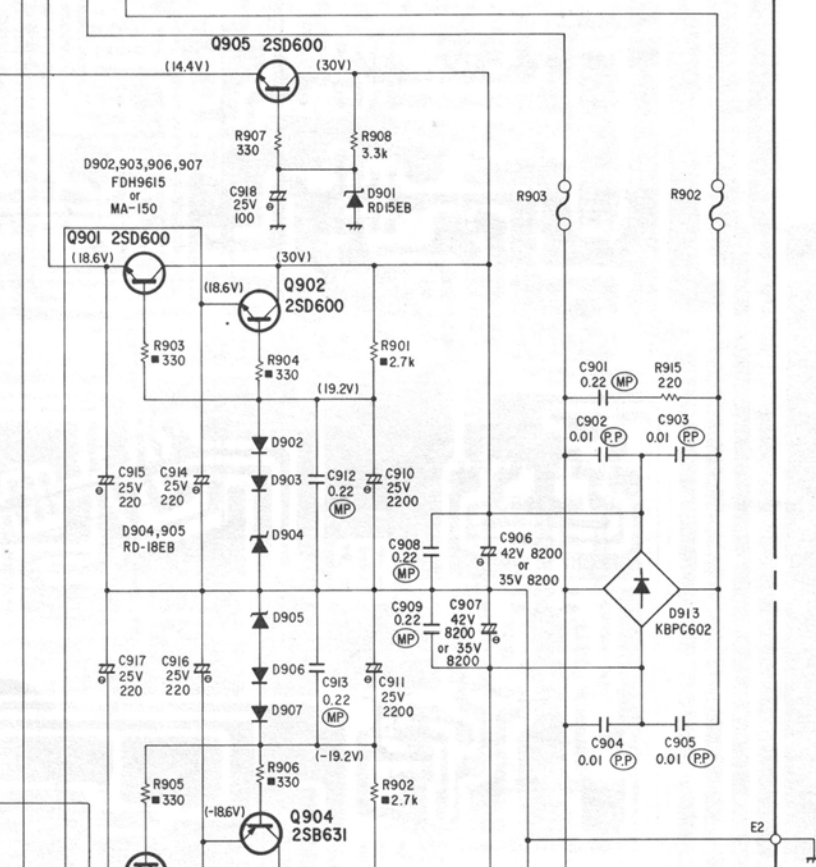 Q905 2SD600
(14.4V)
(30V)
R907
330
R908
3.3k
D902,903,906,907
FDH9615
or
MA-150
C918
25V
100
D901
RD15EB
R903
R902
Q901 2SD600
(18.6V)
(30V)
(18.6V)
Q902
2SD600
R903
■330
R904
■330
R901
■2.7k
C901
0.22 MP
R915
220
(19.2V)
C902
0.01 P.P
C903
0.01 P.P
D902
C915
25V
220
C914
25V
220
D903
C912
0.22
MP
C910
25V
2200
D904,905
RD-18EB
D904
C908
0.22
MP
C906
42V 8200
or
35V 8200
C909
0.22
MP
C907
42V
8200
or 35V
8200
D913
KBPC602
D905
C917
25V
220
C916
25V
220
D906
C913
0.22
MP
C911
25V
2200
D907
C904
0.01 P.P
C905
0.01 P.P
(-19.2V)
R905
■330
R906
■330
R902
■2.7k
(-18.6V)
Q904
2SB631
E2